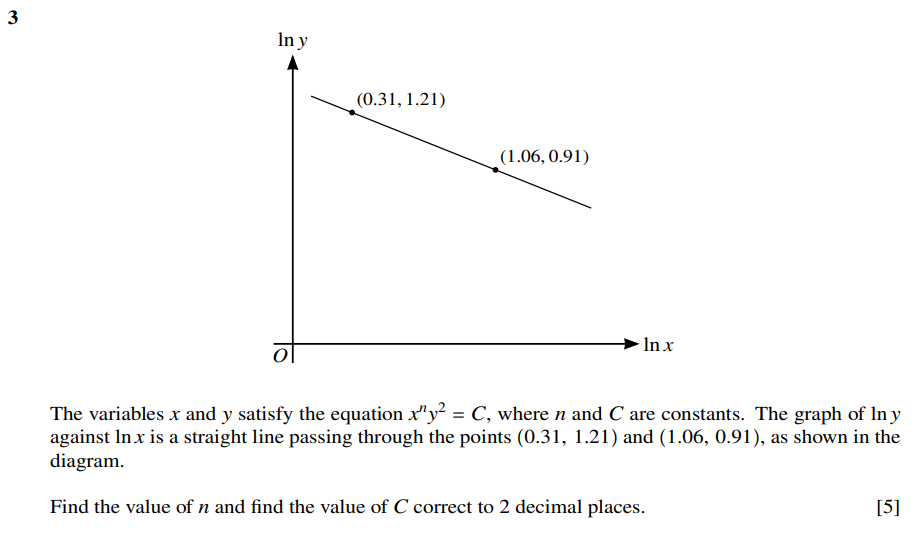 3
ln y
(0.31, 1.21)
(1.06, 0.91)
O
ln x
The variables x and y satisfy the equation xⁿy² = C, where n and C are constants. The graph of ln y
against ln x is a straight line passing through the points (0.31, 1.21) and (1.06, 0.91), as shown in the
diagram.
Find the value of n and find the value of C correct to 2 decimal places. [5]